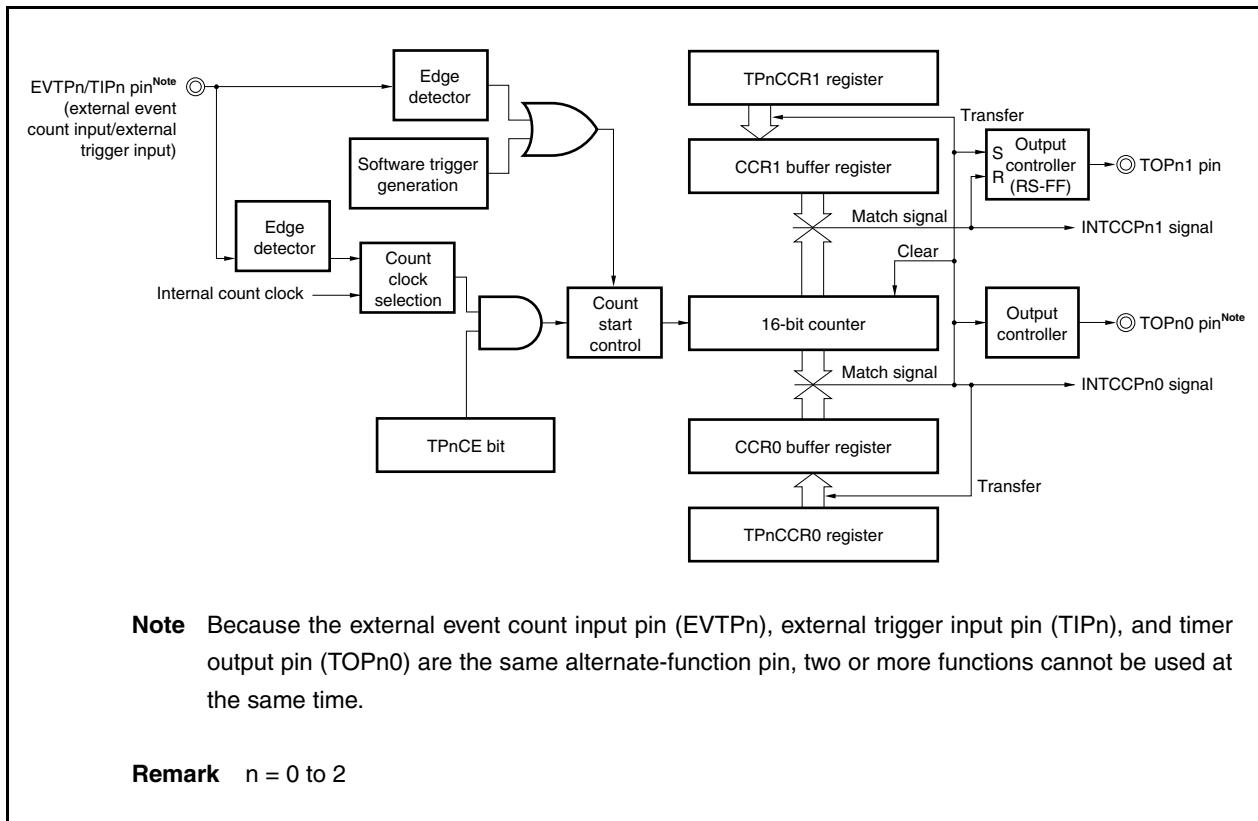 EVTPn/TIPn pinNote
(external event
count input/external
trigger input)
Edge
detector
Software trigger
generation
Edge
detector
Internal count clock
Count
clock
selection
TPnCE bit
Count
start
control
TPnCCR1 register
Transfer
CCR1 buffer register
Match signal
Clear
16-bit counter
Match signal
CCR0 buffer register
Transfer
TPnCCR0 register
S
R
Output
controller
(RS-FF)
TOPn1 pin
INTCCPn1 signal
Output
controller
TOPn0 pinNote
INTCCPn0 signal
Note Because the external event count input pin (EVTPn), external trigger input pin (TIPn), and timer
output pin (TOPn0) are the same alternate-function pin, two or more functions cannot be used at
the same time.
Remark n = 0 to 2